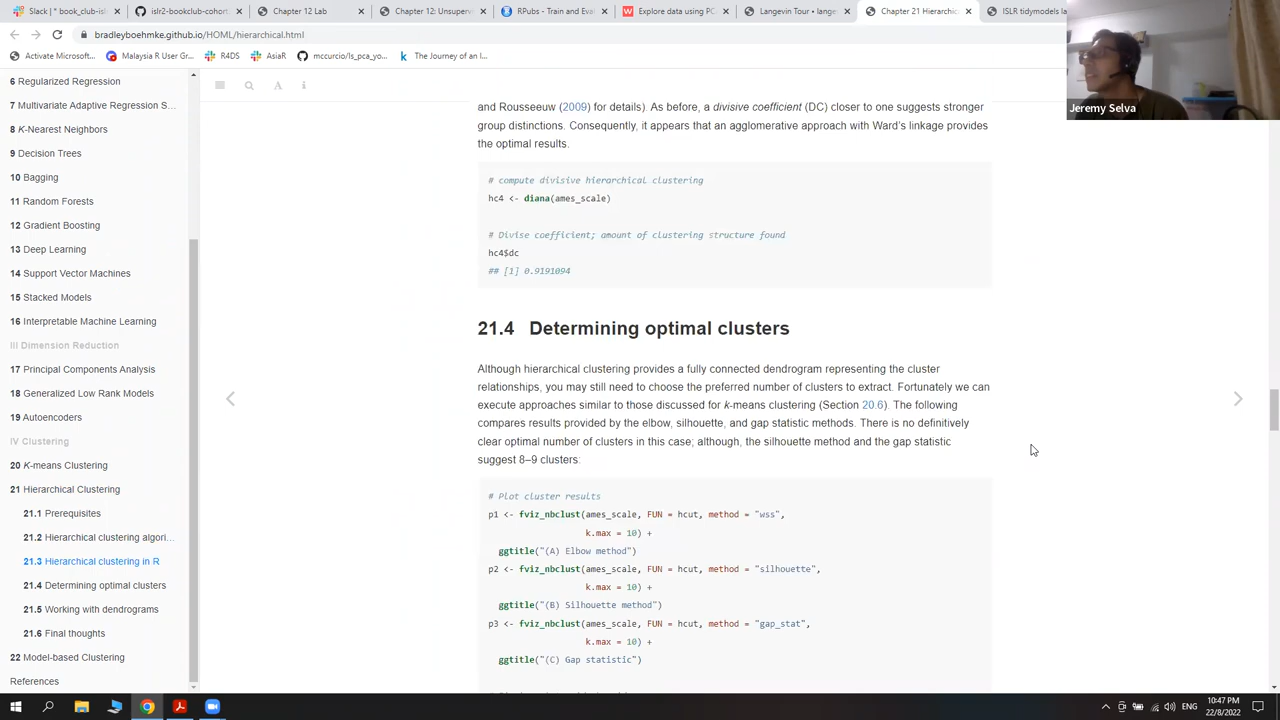 Slack | # book_club-is
islr2-bookclub-cohort
Chapter 12 Lab
Chapter 12: Unsuperv
RPubs - Train and Eva
Explore data using PC
Langevin Tour • lange
Chapter 21 Hierarchic
ISLR tidymodels la
bradleyboehmke.github.io/HOML/hierarchical.html
Activate Microsoft...
Malaysia R User Gr...
R4DS
AsiaR
mccurcio/Is_pca_yo...
The Journey of an I...
Jeremy Selva
6 Regularized Regression
7 Multivariate Adaptive Regression S...
8 K-Nearest Neighbors
9 Decision Trees
10 Bagging
11 Random Forests
12 Gradient Boosting
13 Deep Learning
14 Support Vector Machines
15 Stacked Models
16 Interpretable Machine Learning
III Dimension Reduction
17 Principal Components Analysis
18 Generalized Low Rank Models
19 Autoencoders
IV Clustering
20 K-means Clustering
21 Hierarchical Clustering
21.1 Prerequisites
21.2 Hierarchical clustering algori...
21.3 Hierarchical clustering in R
21.4 Determining optimal clusters
21.5 Working with dendrograms
21.6 Final thoughts
22 Model-based Clustering
References
and Rousseeuw (2009) for details). As before, a divisive coefficient (DC) closer to one suggests stronger
group distinctions. Consequently, it appears that an agglomerative approach with Ward's linkage provides
the optimal results.
# compute divisive hierarchical clustering
hc4 <- diana(ames_scale)
# Divise coefficient; amount of clustering structure found
hc4$dc
## [1] 0.9191094
21.4 Determining optimal clusters
Although hierarchical clustering provides a fully connected dendrogram representing the cluster
relationships, you may still need to choose the preferred number of clusters to extract. Fortunately we can
execute approaches similar to those discussed for k-means clustering (Section 20.6). The following
compares results provided by the elbow, silhouette, and gap statistic methods. There is no definitively
clear optimal number of clusters in this case; although, the silhouette method and the gap statistic
suggest 8–9 clusters:
# Plot cluster results
p1 <- fviz_nbclust(ames_scale, FUN = hcut, method = "wss",
k.max = 10) +
ggtitle("(A) Elbow method")
p2 <- fviz_nbclust(ames_scale, FUN = hcut, method = "silhouette",
k.max = 10) +
ggtitle("(B) Silhouette method")
p3 <- fviz_nbclust(ames_scale, FUN = hcut, method = "gap_stat",
k.max = 10) +
ggtitle("(C) Gap statistic")
ENG
10:47 PM
22/8/2022